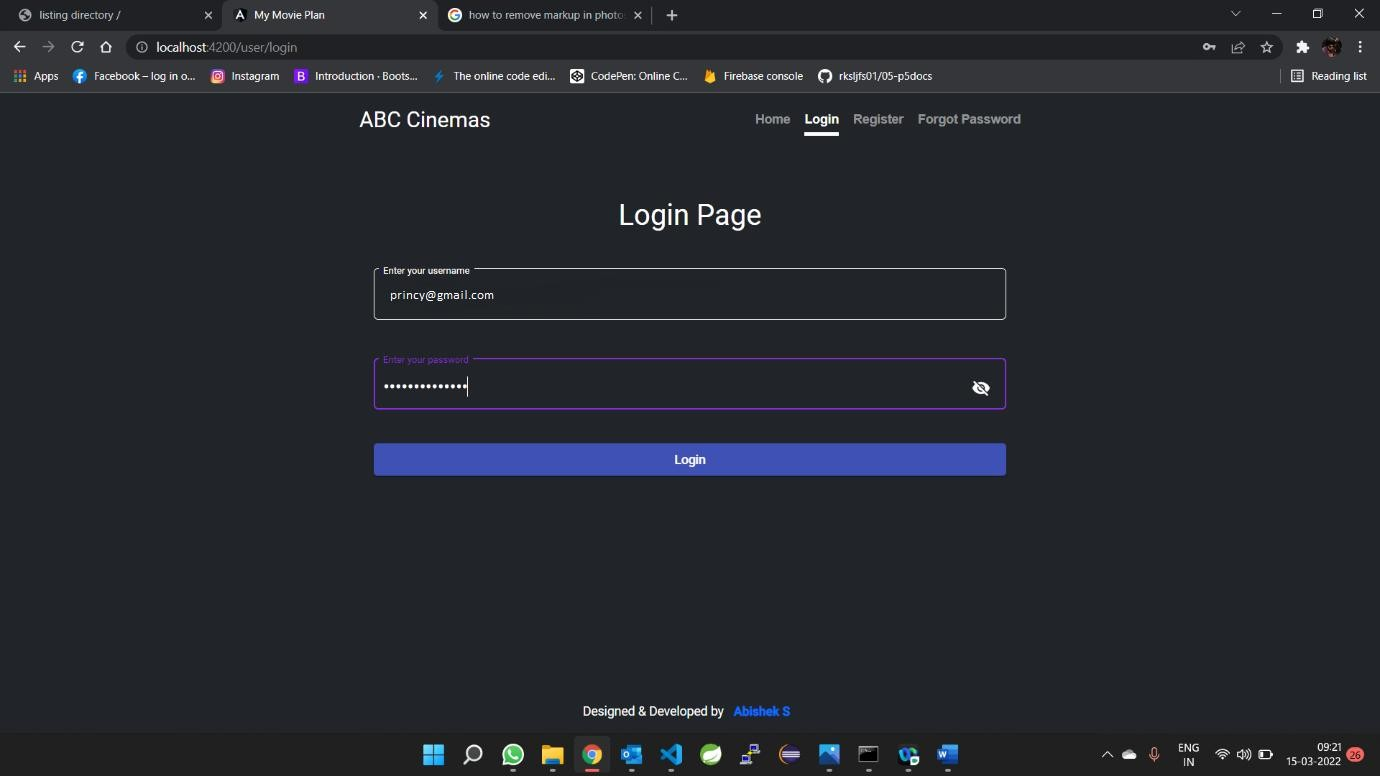 listing directory /
My Movie Plan
how to remove markup in photos
localhost:4200/user/login
Apps
Facebook – log in o...
Instagram
Introduction · Boots...
The online code edi...
CodePen: Online C...
Firebase console
rksljfs01/05-p5docs
Reading list
ABC Cinemas
Home
Login
Register
Forgot Password
Login Page
Enter your username
princy@gmail.com
Enter your password
••••••••••••••
Login
Designed & Developed by Abishek S
ENG
IN
09:21
15-03-2022
26